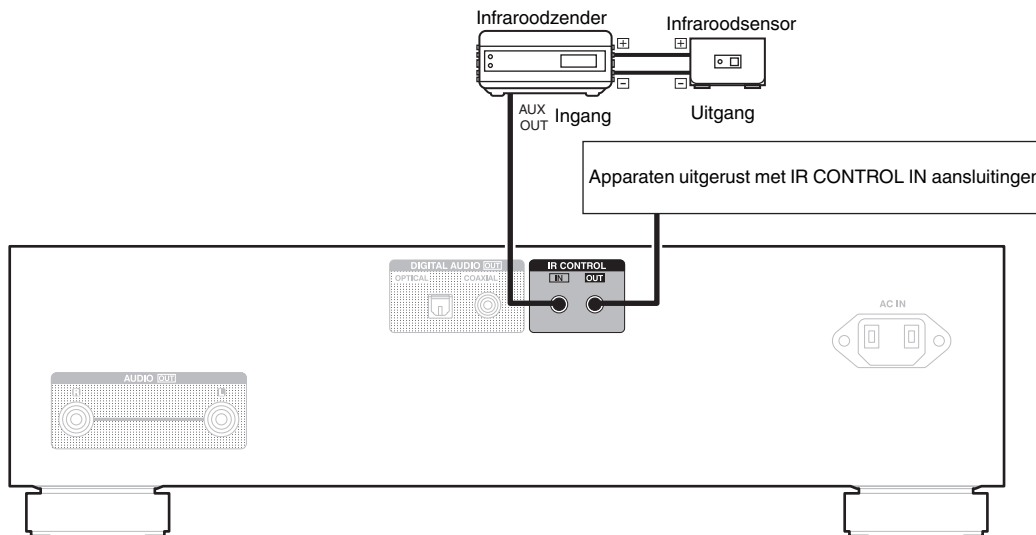 Infraroodzender
Infraroodsensor
+
+
-
-
AUX
OUT
Ingang
Uitgang
Apparaten uitgerust met IR CONTROL IN aansluitingen
DIGITAL AUDIO OUT
OPTICAL
COAXIAL
IR CONTROL
IN
OUT
AC IN
AUDIO OUT